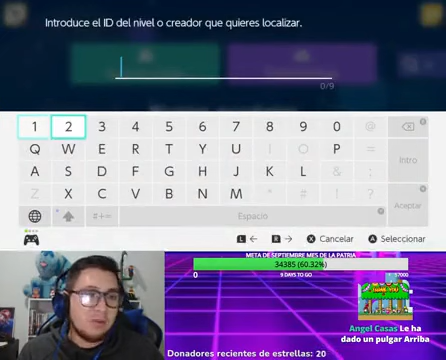 Introduce el ID del nivel o creador que quieres localizar.
0/9
1 2 3 4 5 6 7 8 9 0 @
Q W E R T Y U I O P =
A S D F G H J K L & ;
Z X C V B N M * # ! ?
Intro
Aceptar
#+= Espacio
L ← R → X Cancelar A Seleccionar
META DE SEPTIEMBRE MES DE LA PATRIA
34385 (60.32%)
0 9 DAYS TO GO 57000
Angel Casas Le ha
dado un pulgar Arriba
Donadores recientes de estrellas: 20